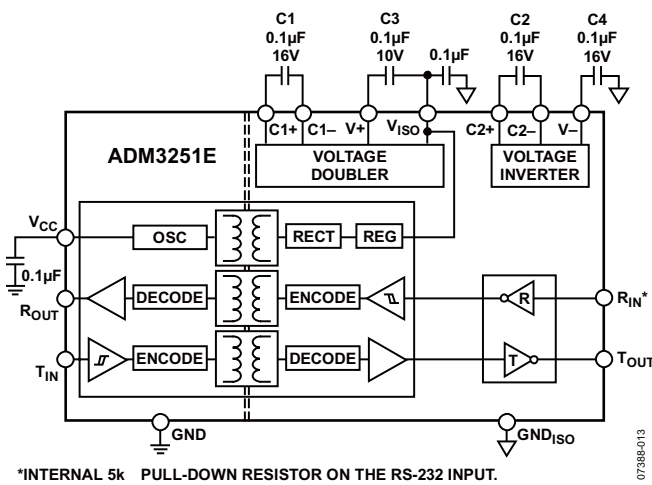 C1
0.1µF
16V
C3
0.1µF
10V
0.1µF
C2
0.1µF
16V
C4
0.1µF
16V
C1+ C1– V+ VISO C2+ C2– V–
ADM3251E
VOLTAGE
DOUBLER
VOLTAGE
INVERTER
VCC
OSC
RECT
REG
0.1µF
ROUT
DECODE
ENCODE
R
RIN*
TIN
ENCODE
DECODE
T
TOUT
GND
GNDISO
*INTERNAL 5k PULL-DOWN RESISTOR ON THE RS-232 INPUT.
07388-013